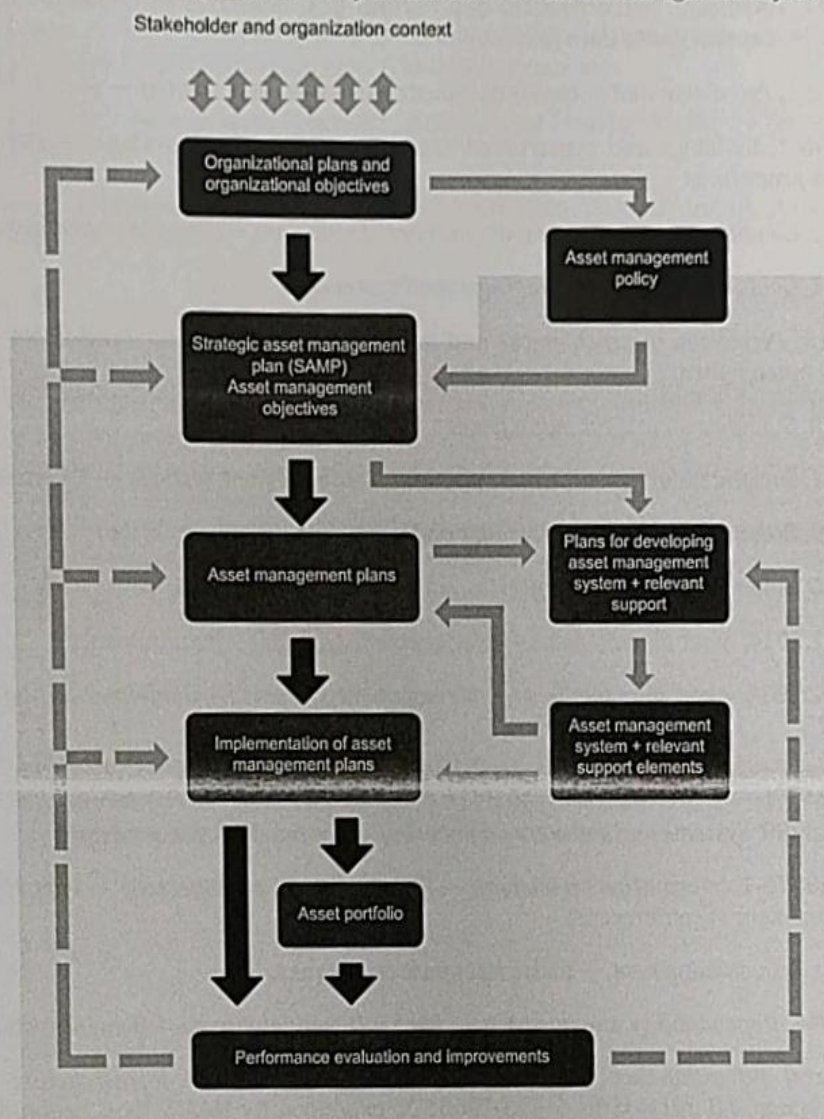 Stakeholder and organization context
Organizational plans and
organizational objectives
Asset management
policy
Strategic asset management
plan (SAMP)
Asset management
objectives
Asset management plans
Plans for developing
asset management
system + relevant
support
Implementation of asset
management plans
Asset management
system + relevant
support elements
Asset portfolio
Performance evaluation and improvements